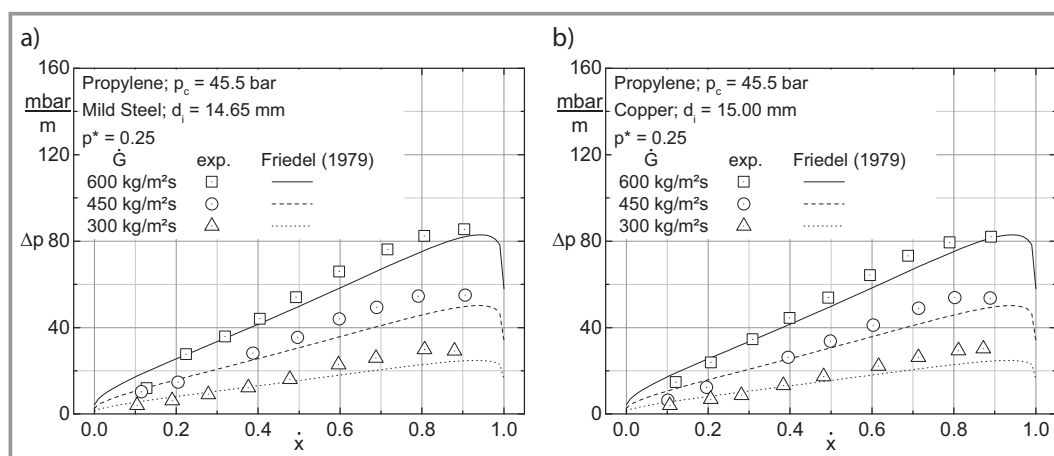 a)
160
Propylene; p_c = 45.5 bar
mbar
m
Mild Steel; d_i = 14.65 mm
p* = 0.25
120
Ġ exp. Friedel (1979)
600 kg/m²s
450 kg/m²s
300 kg/m²s
Δp 80
40
0
0.0 0.2 0.4 0.6 0.8 1.0
ẋ
b)
160
Propylene; p_c = 45.5 bar
mbar
m
Copper; d_i = 15.00 mm
p* = 0.25
120
Ġ exp. Friedel (1979)
600 kg/m²s
450 kg/m²s
300 kg/m²s
Δp 80
40
0
0.0 0.2 0.4 0.6 0.8 1.0
ẋ